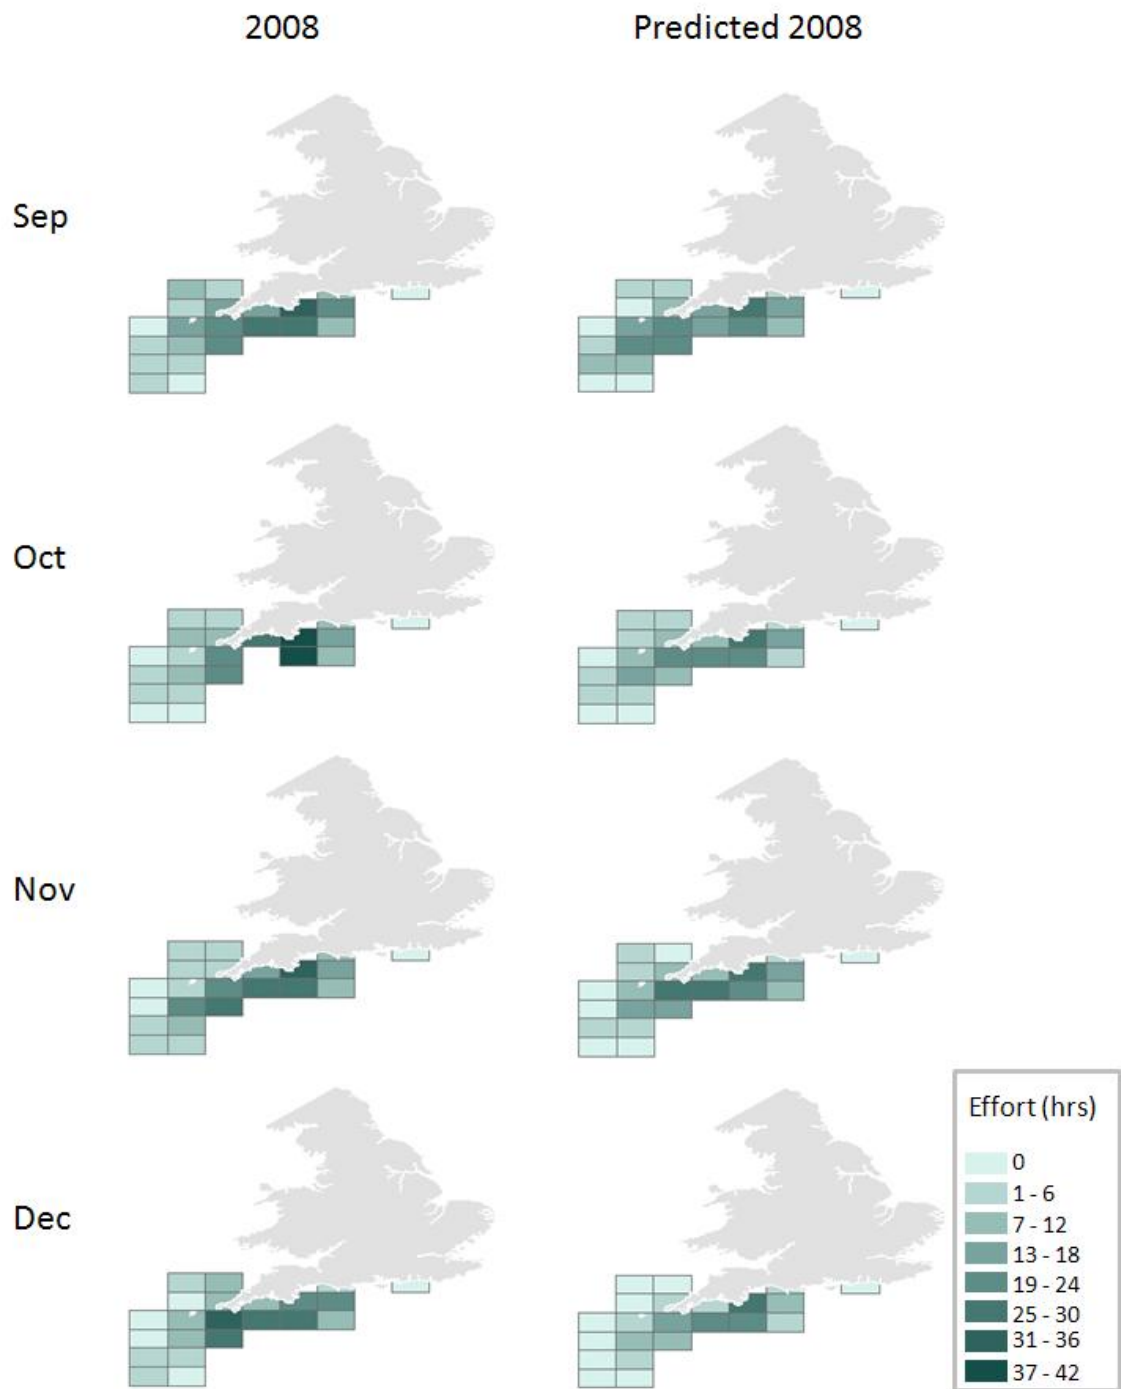 2008 Predicted 2008
Sep
Oct
Nov
Dec
Effort (hrs)
0
1 - 6
7 - 12
13 - 18
19 - 24
25 - 30
31 - 36
37 - 42